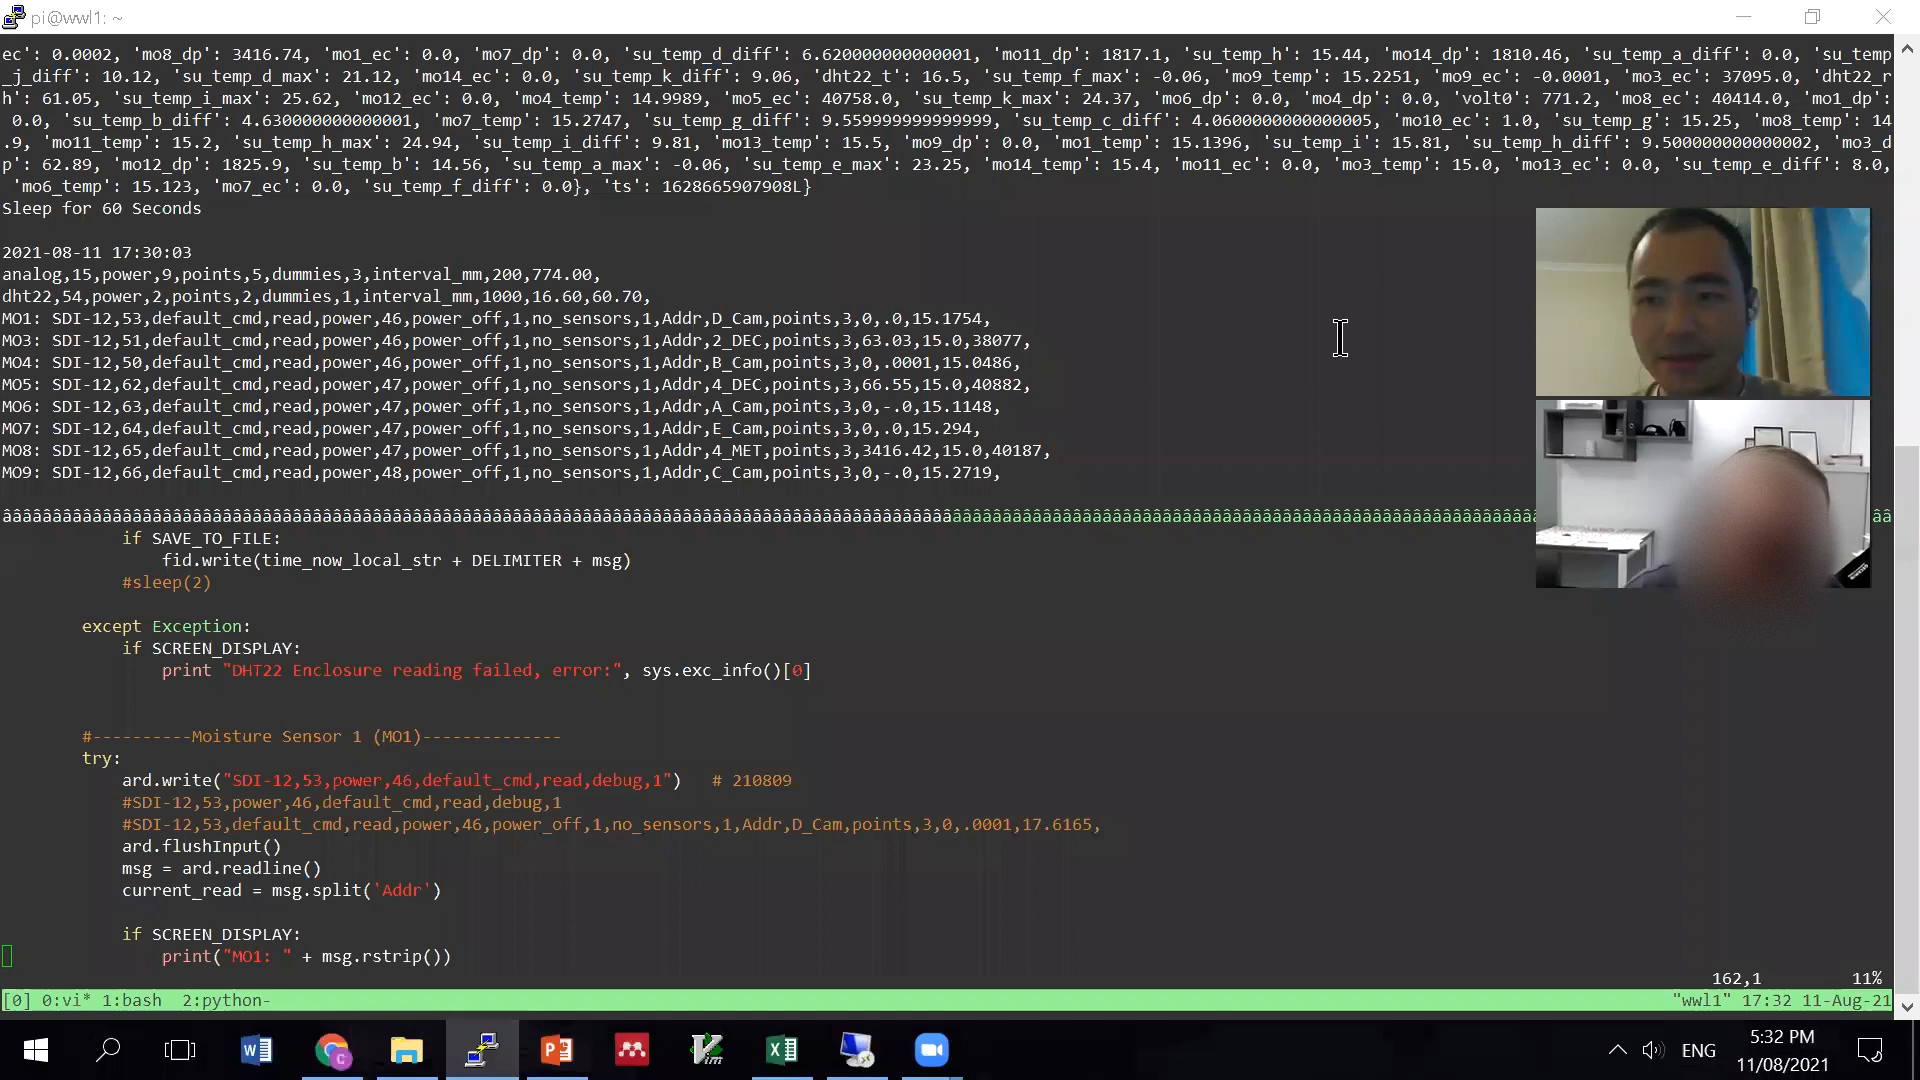 pi@wwl1: ~
ec': 0.0002, 'mo8_dp': 3416.74, 'mo1_ec': 0.0, 'mo7_dp': 0.0, 'su_temp_d_diff': 6.620000000000001, 'mo11_dp': 1817.1, 'su_temp_h': 15.44, 'mo14_dp': 1810.46, 'su_temp_a_diff': 0.0, 'su_temp
_j_diff': 10.12, 'su_temp_d_max': 21.12, 'mo14_ec': 0.0, 'su_temp_k_diff': 9.06, 'dht22_t': 16.5, 'su_temp_f_max': -0.06, 'mo9_temp': 15.2251, 'mo9_ec': -0.0001, 'mo3_ec': 37095.0, 'dht22_r
h': 61.05, 'su_temp_i_max': 25.62, 'mo12_ec': 0.0, 'mo4_temp': 14.9989, 'mo5_ec': 40758.0, 'su_temp_k_max': 24.37, 'mo6_dp': 0.0, 'mo4_dp': 0.0, 'volt0': 771.2, 'mo8_ec': 40414.0, 'mo1_dp':
 0.0, 'su_temp_b_diff': 4.630000000000001, 'mo7_temp': 15.2747, 'su_temp_g_diff': 9.559999999999999, 'su_temp_c_diff': 4.0600000000000005, 'mo10_ec': 1.0, 'su_temp_g': 15.25, 'mo8_temp': 14
.9, 'mo11_temp': 15.2, 'su_temp_h_max': 24.94, 'su_temp_i_diff': 9.81, 'mo13_temp': 15.5, 'mo9_dp': 0.0, 'mo1_temp': 15.1396, 'su_temp_i': 15.81, 'su_temp_h_diff': 9.500000000000002, 'mo3_d
p': 62.89, 'mo12_dp': 1825.9, 'su_temp_b': 14.56, 'su_temp_a_max': -0.06, 'su_temp_e_max': 23.25, 'mo14_temp': 15.4, 'mo11_ec': 0.0, 'mo3_temp': 15.0, 'mo13_ec': 0.0, 'su_temp_e_diff': 8.0,
 'mo6_temp': 15.123, 'mo7_ec': 0.0, 'su_temp_f_diff': 0.0}, 'ts': 1628665907908L}
Sleep for 60 Seconds
2021-08-11 17:30:03
analog,15,power,9,points,5,dummies,3,interval_mm,200,774.00,
dht22,54,power,2,points,2,dummies,1,interval_mm,1000,16.60,60.70,
MO1: SDI-12,53,default_cmd,read,power,46,power_off,1,no_sensors,1,Addr,D_Cam,points,3,0,.0,15.1754,
MO3: SDI-12,51,default_cmd,read,power,46,power_off,1,no_sensors,1,Addr,2_DEC,points,3,63.03,15.0,38077,
MO4: SDI-12,50,default_cmd,read,power,46,power_off,1,no_sensors,1,Addr,B_Cam,points,3,0,.0001,15.0486,
MO5: SDI-12,62,default_cmd,read,power,47,power_off,1,no_sensors,1,Addr,4_DEC,points,3,66.55,15.0,40882,
MO6: SDI-12,63,default_cmd,read,power,47,power_off,1,no_sensors,1,Addr,A_Cam,points,3,0,-.0,15.1148,
MO7: SDI-12,64,default_cmd,read,power,47,power_off,1,no_sensors,1,Addr,E_Cam,points,3,0,.0,15.294,
MO8: SDI-12,65,default_cmd,read,power,47,power_off,1,no_sensors,1,Addr,4_MET,points,3,3416.42,15.0,40187,
MO9: SDI-12,66,default_cmd,read,power,48,power_off,1,no_sensors,1,Addr,C_Cam,points,3,0,-.0,15.2719,
if SAVE_TO_FILE:
fid.write(time_now_local_str + DELIMITER + msg)
#sleep(2)
except Exception:
if SCREEN_DISPLAY:
print "DHT22 Enclosure reading failed, error:", sys.exc_info()[0]
#----------Moisture Sensor 1 (MO1)--------------
try:
ard.write("SDI-12,53,power,46,default_cmd,read,debug,1") # 210809
#SDI-12,53,power,46,default_cmd,read,debug,1
#SDI-12,53,default_cmd,read,power,46,power_off,1,no_sensors,1,Addr,D_Cam,points,3,0,.0001,17.6165,
ard.flushInput()
msg = ard.readline()
current_read = msg.split('Addr')
if SCREEN_DISPLAY:
print("MO1: " + msg.rstrip())
162,1 11%
[0] 0:vi* 1:bash 2:python- "wwl1" 17:32 11-Aug-21
ENG
5:32 PM
11/08/2021